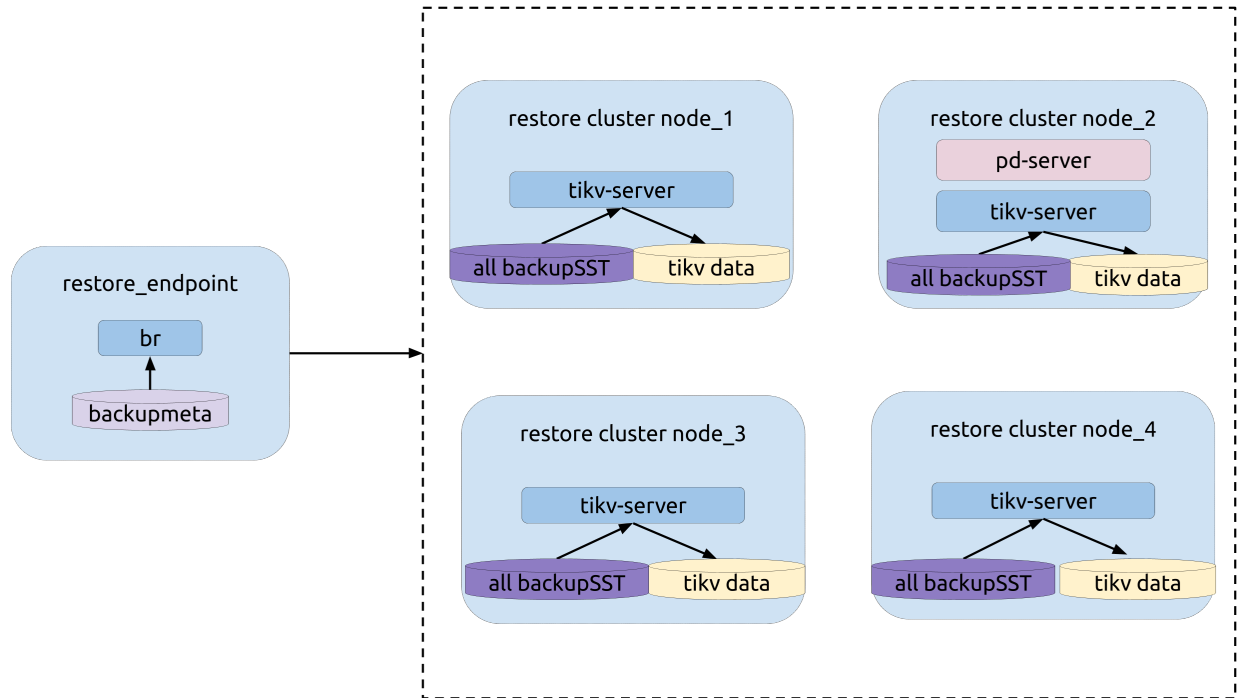 restore_endpoint
br
backupmeta
restore cluster node_1
tikv-server
all backupSST
tikv data
restore cluster node_2
pd-server
tikv-server
all backupSST
tikv data
restore cluster node_3
tikv-server
all backupSST
tikv data
restore cluster node_4
tikv-server
all backupSST
tikv data